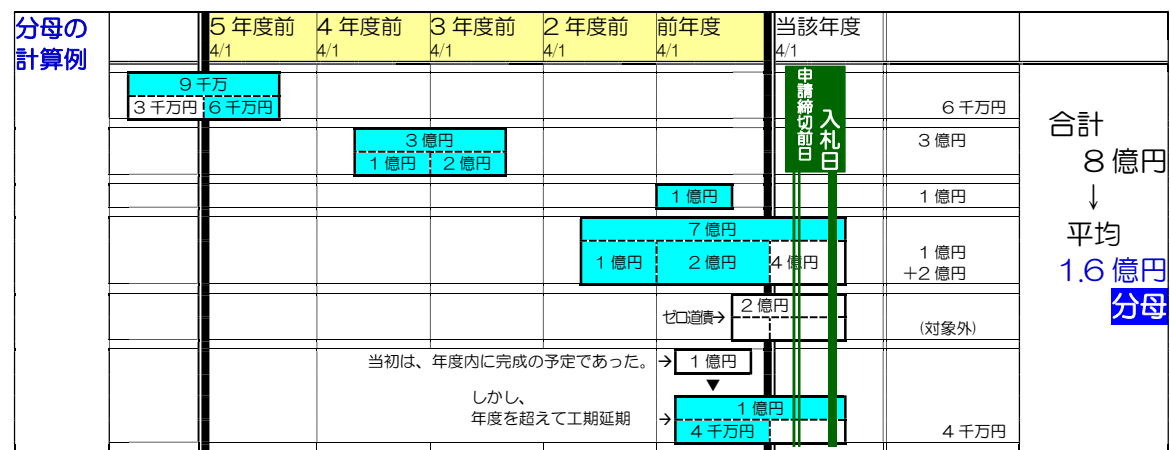 分母の
計算例
5年度前 4年度前 3年度前 2年度前 前年度 当該年度
4/1 4/1 4/1 4/1 4/1 4/1
申請締切前日
入札日
9千万
3千万円 6千万円 6千万円
3億円 3億円
1億円 2億円
1億円 1億円
7億円
1億円 2億円 4億円 1億円
+2億円
ゼロ道債→ 2億円
(対象外)
当初は、年度内に完成の予定であった。→ 1億円
▼
しかし、
年度を超えて工期延期 → 1億円
4千万円 4千万円
合計
8億円
↓
平均
1.6億円
分母